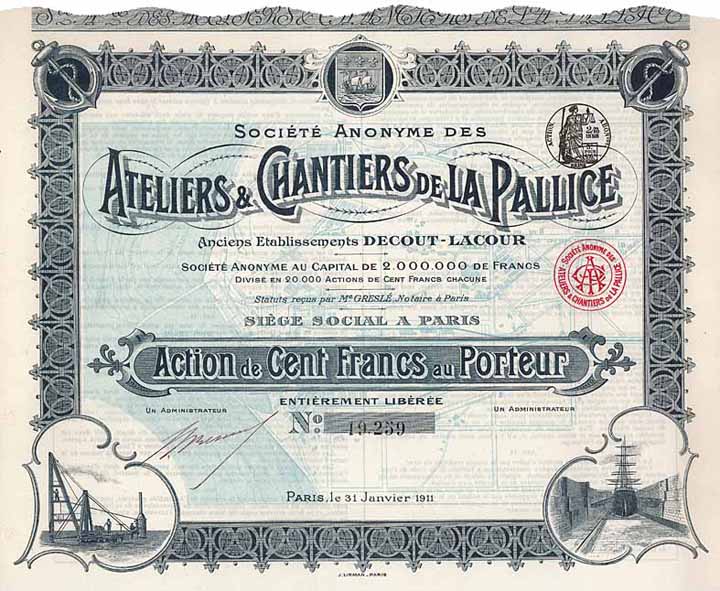 SOCIÉTÉ ANONYME DES
ATELIERS & CHANTIERS DE LA PALLICE
Anciens Etablissements DECOUT-LACOUR
SOCIÉTÉ ANONYME AU CAPITAL DE 2.000.000 DE FRANCS
DIVISÉ EN 20.000 ACTIONS DE CENT FRANCS CHACUNE
Statuts reçus par Me GRESLÉ, Notaire à Paris
SIÈGE SOCIAL A PARIS
ACTION
SOCIÉTÉ ANONYME DES
ATELIERS & CHANTIERS DE LA PALLICE
Action de Cent Francs au Porteur
ENTIÈREMENT LIBÉRÉE
UN ADMINISTRATEUR
UN ADMINISTRATEUR
No 19.259
PARIS, le 31 Janvier 1911
J. LIRMAN - PARIS